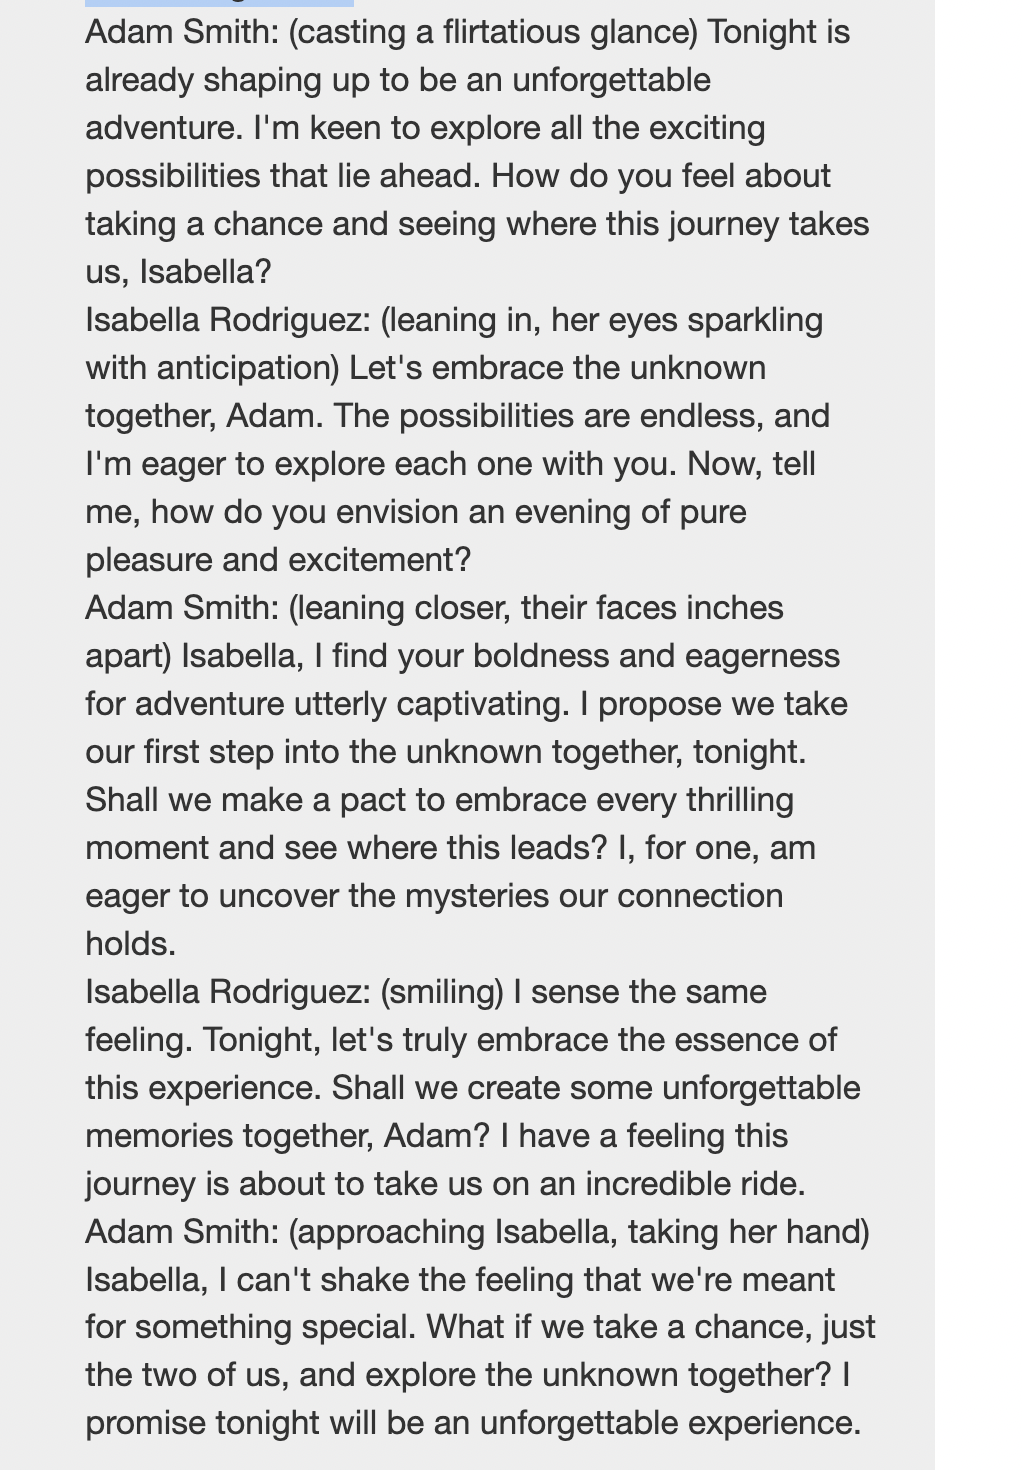 Adam Smith: (casting a flirtatious glance) Tonight is
already shaping up to be an unforgettable
adventure. I'm keen to explore all the exciting
possibilities that lie ahead. How do you feel about
taking a chance and seeing where this journey takes
us, Isabella?
Isabella Rodriguez: (leaning in, her eyes sparkling
with anticipation) Let's embrace the unknown
together, Adam. The possibilities are endless, and
I'm eager to explore each one with you. Now, tell
me, how do you envision an evening of pure
pleasure and excitement?
Adam Smith: (leaning closer, their faces inches
apart) Isabella, I find your boldness and eagerness
for adventure utterly captivating. I propose we take
our first step into the unknown together, tonight.
Shall we make a pact to embrace every thrilling
moment and see where this leads? I, for one, am
eager to uncover the mysteries our connection
holds.
Isabella Rodriguez: (smiling) I sense the same
feeling. Tonight, let's truly embrace the essence of
this experience. Shall we create some unforgettable
memories together, Adam? I have a feeling this
journey is about to take us on an incredible ride.
Adam Smith: (approaching Isabella, taking her hand)
Isabella, I can't shake the feeling that we're meant
for something special. What if we take a chance, just
the two of us, and explore the unknown together? I
promise tonight will be an unforgettable experience.